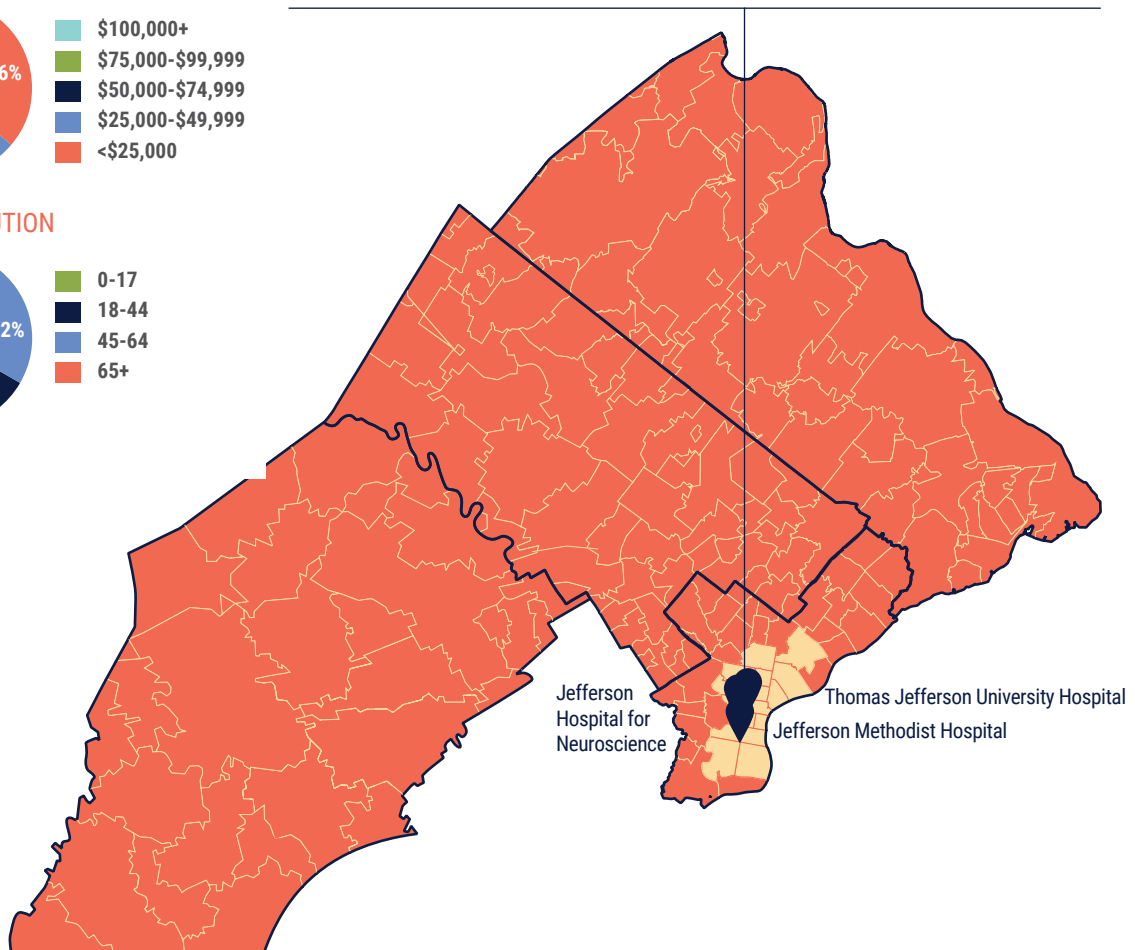 $100,000+
$75,000-$99,999
6%
$50,000-$74,999
$25,000-$49,999
<$25,000
0-17
18-44
2%
45-64
65+
Jefferson
Hospital for
Neuroscience
Thomas Jefferson University Hospital
Jefferson Methodist Hospital